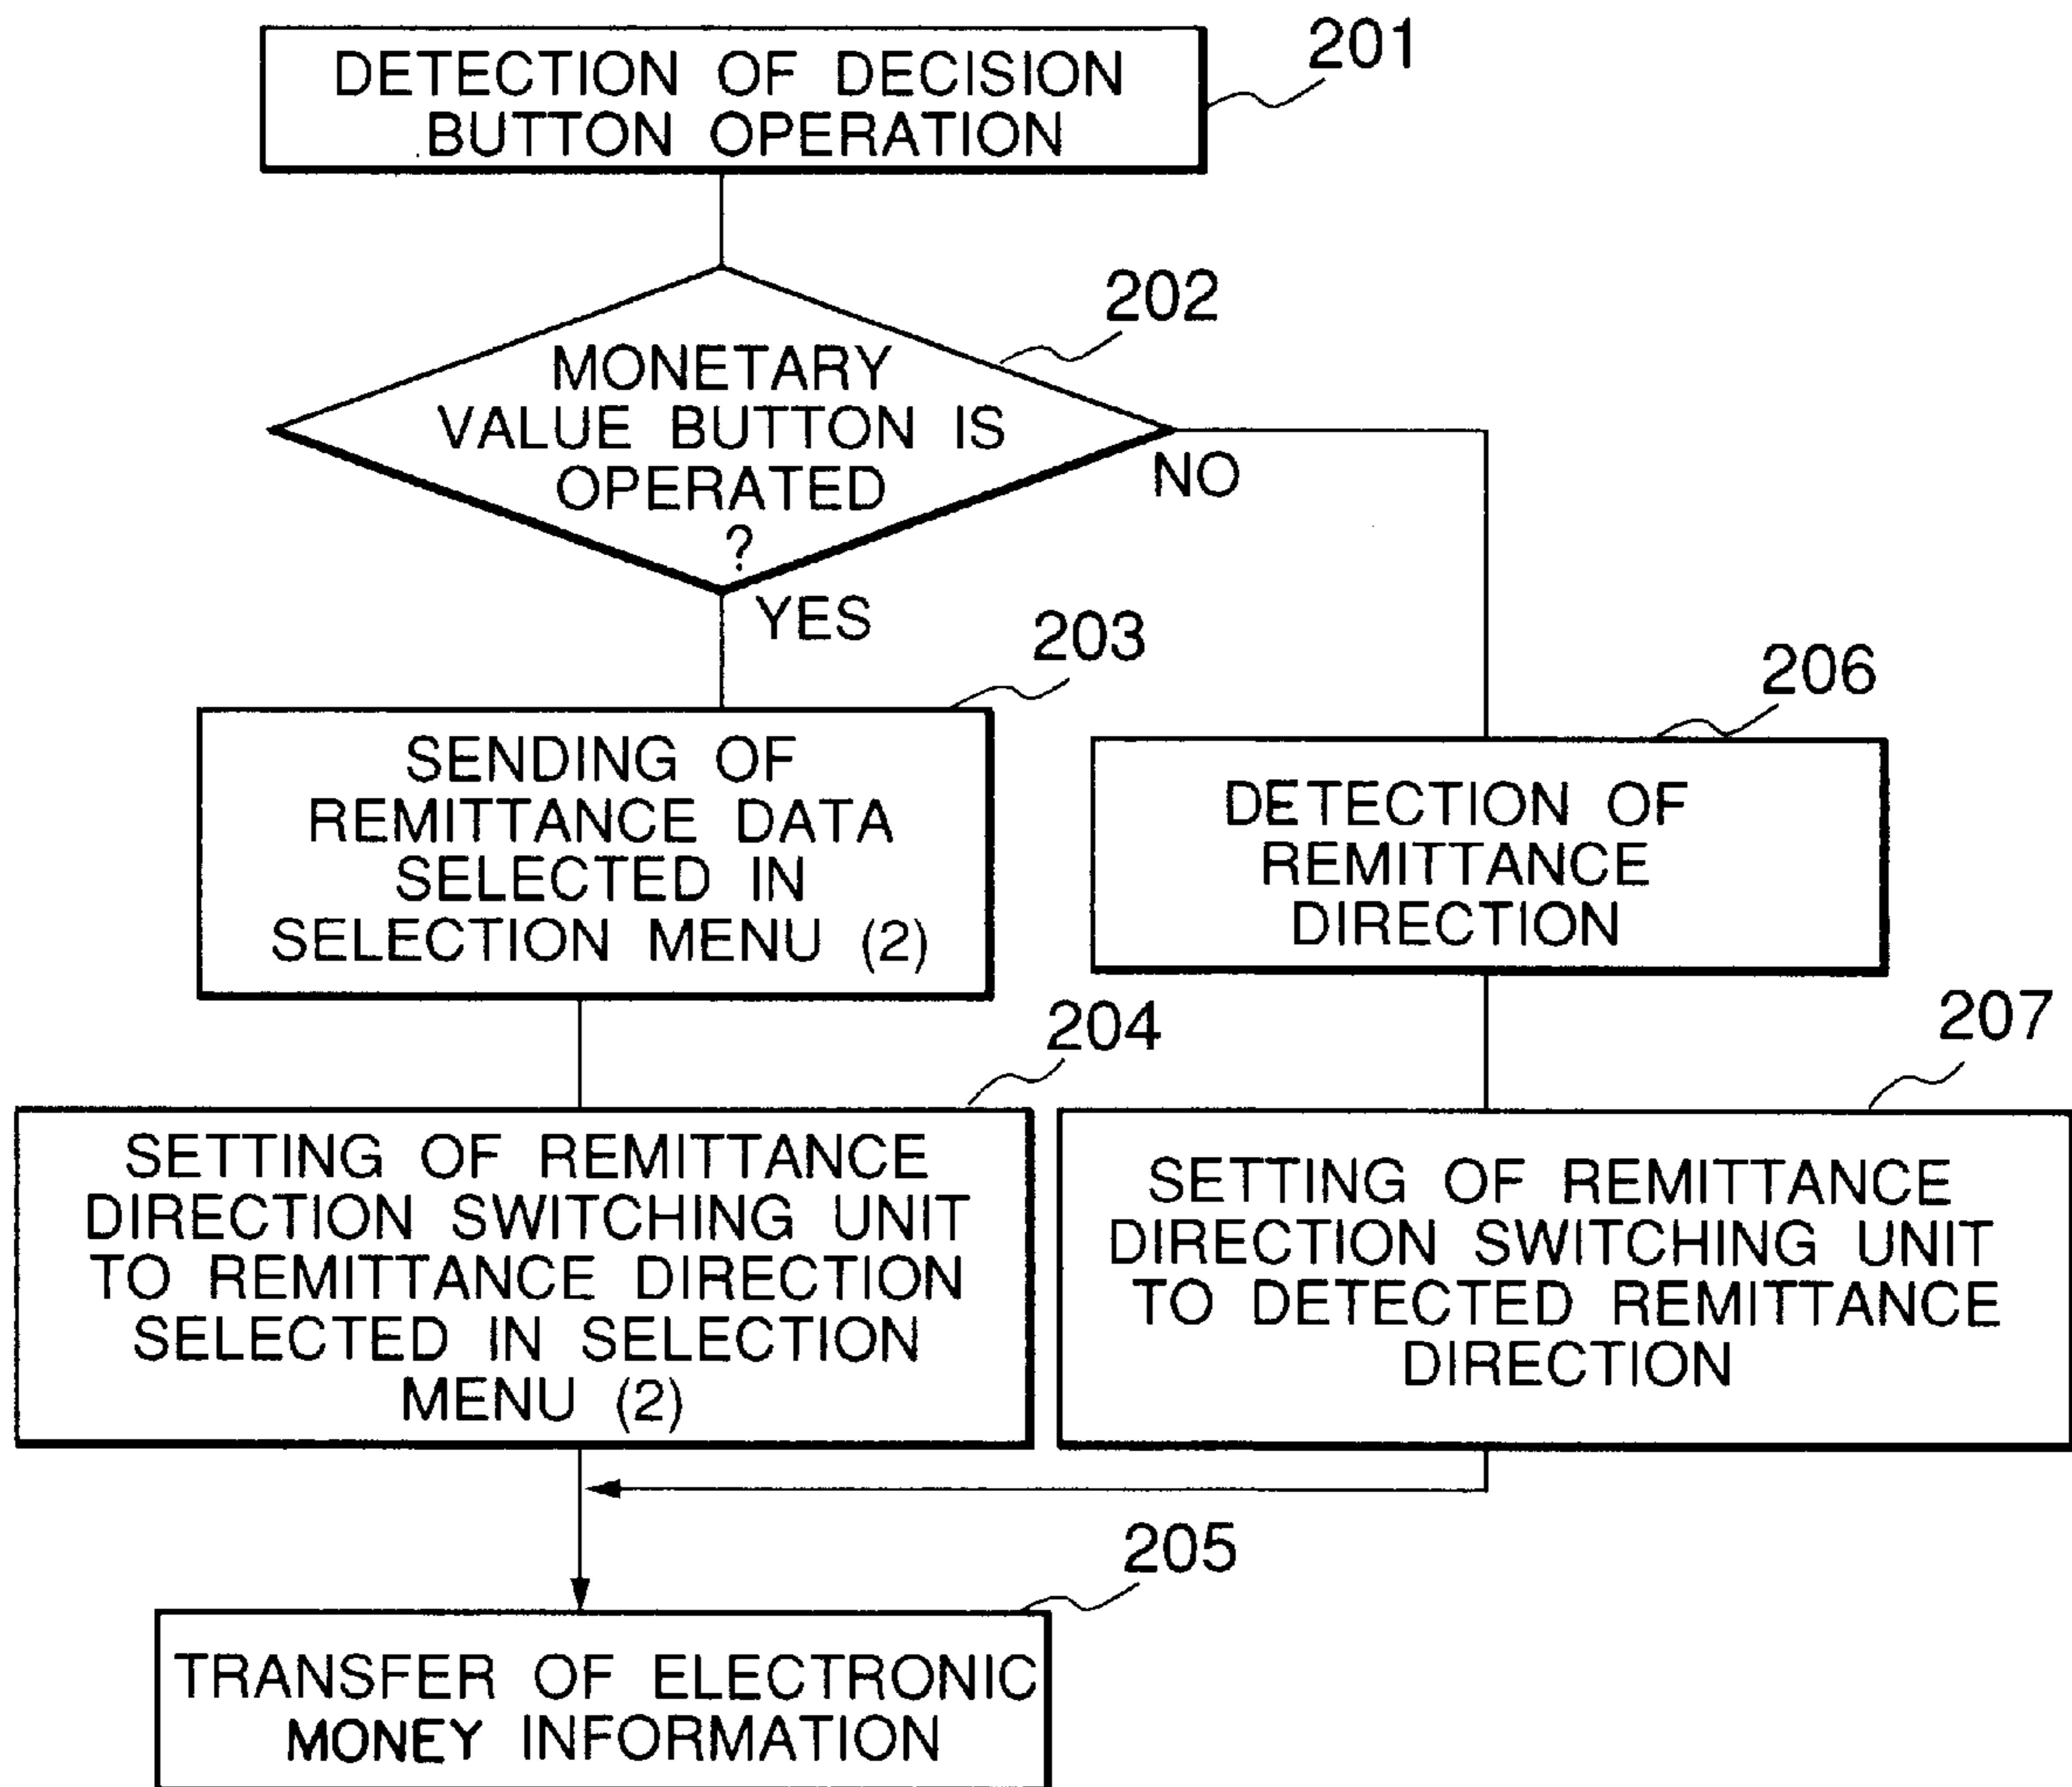 201
DETECTION OF DECISION
BUTTON OPERATION
202
MONETARY
VALUE BUTTON IS
OPERATED
?
NO
YES
203
SENDING OF
REMITTANCE DATA
SELECTED IN
SELECTION MENU (2)
206
DETECTION OF
REMITTANCE
DIRECTION
204
SETTING OF REMITTANCE
DIRECTION SWITCHING UNIT
TO REMITTANCE DIRECTION
SELECTED IN SELECTION
MENU (2)
207
SETTING OF REMITTANCE
DIRECTION SWITCHING UNIT
TO DETECTED REMITTANCE
DIRECTION
205
TRANSFER OF ELECTRONIC
MONEY INFORMATION